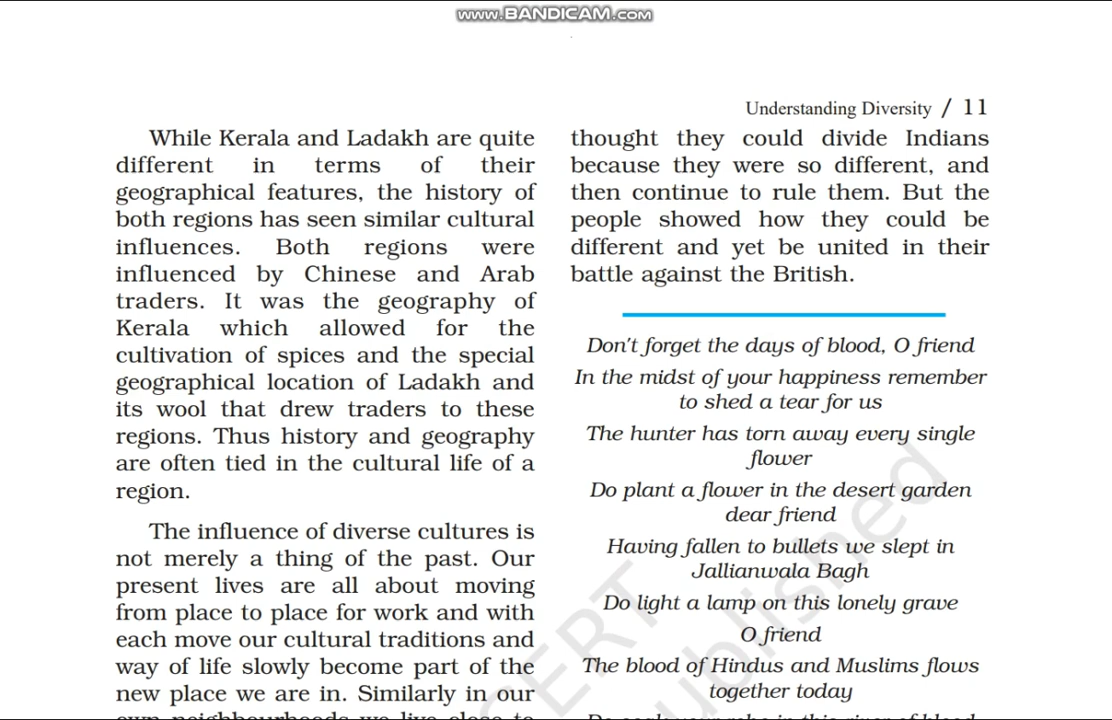 www.BANDICAM.com
Understanding Diversity / 11
While Kerala and Ladakh are quite
different in terms of their
geographical features, the history of
both regions has seen similar cultural
influences. Both regions were
influenced by Chinese and Arab
traders. It was the geography of
Kerala which allowed for the
cultivation of spices and the special
geographical location of Ladakh and
its wool that drew traders to these
regions. Thus history and geography
are often tied in the cultural life of a
region.
The influence of diverse cultures is
not merely a thing of the past. Our
present lives are all about moving
from place to place for work and with
each move our cultural traditions and
way of life slowly become part of the
new place we are in. Similarly in our
own neighbourhoods we live close to
thought they could divide Indians
because they were so different, and
then continue to rule them. But the
people showed how they could be
different and yet be united in their
battle against the British.
Don't forget the days of blood, O friend
In the midst of your happiness remember
to shed a tear for us
The hunter has torn away every single
flower
Do plant a flower in the desert garden
dear friend
Having fallen to bullets we slept in
Jallianwala Bagh
Do light a lamp on this lonely grave
O friend
The blood of Hindus and Muslims flows
together today
in this river of blood